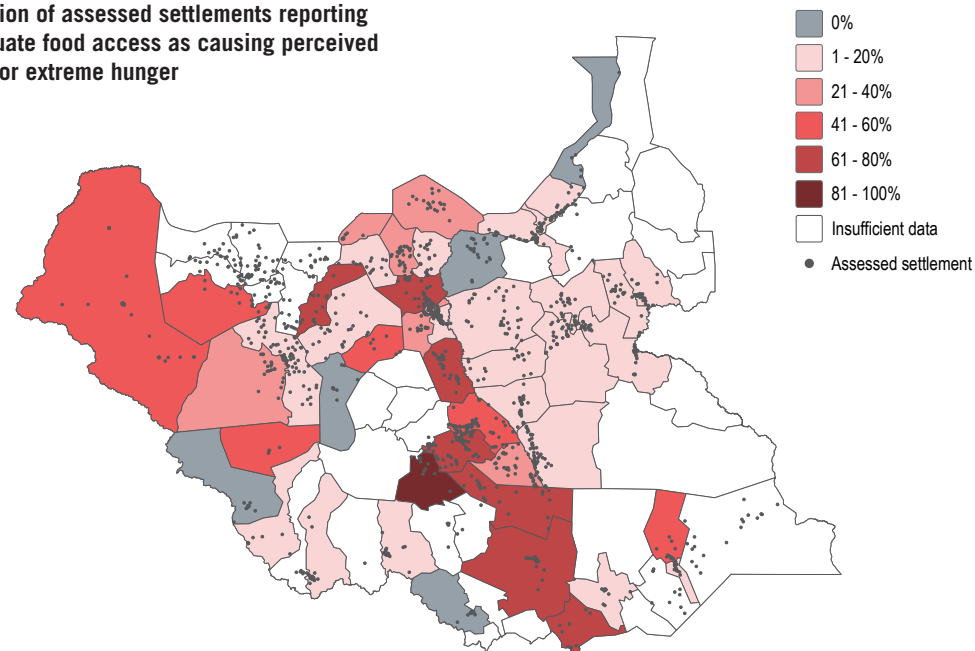 ion of assessed settlements reporting
uate food access as causing perceived
or extreme hunger
0%
1 - 20%
21 - 40%
41 - 60%
61 - 80%
81 - 100%
Insufficient data
Assessed settlement